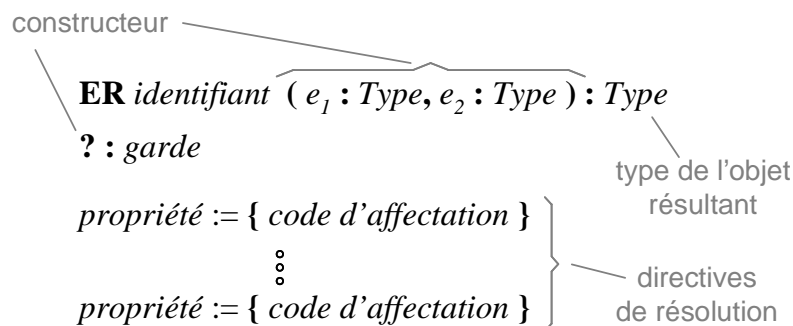 constructeur
ER identifiant ( e1 : Type, e2 : Type ) : Type
? : garde
type de l'objet
résultant
propriété := { code d'affectation }
directives
de résolution
propriété := { code d'affectation }